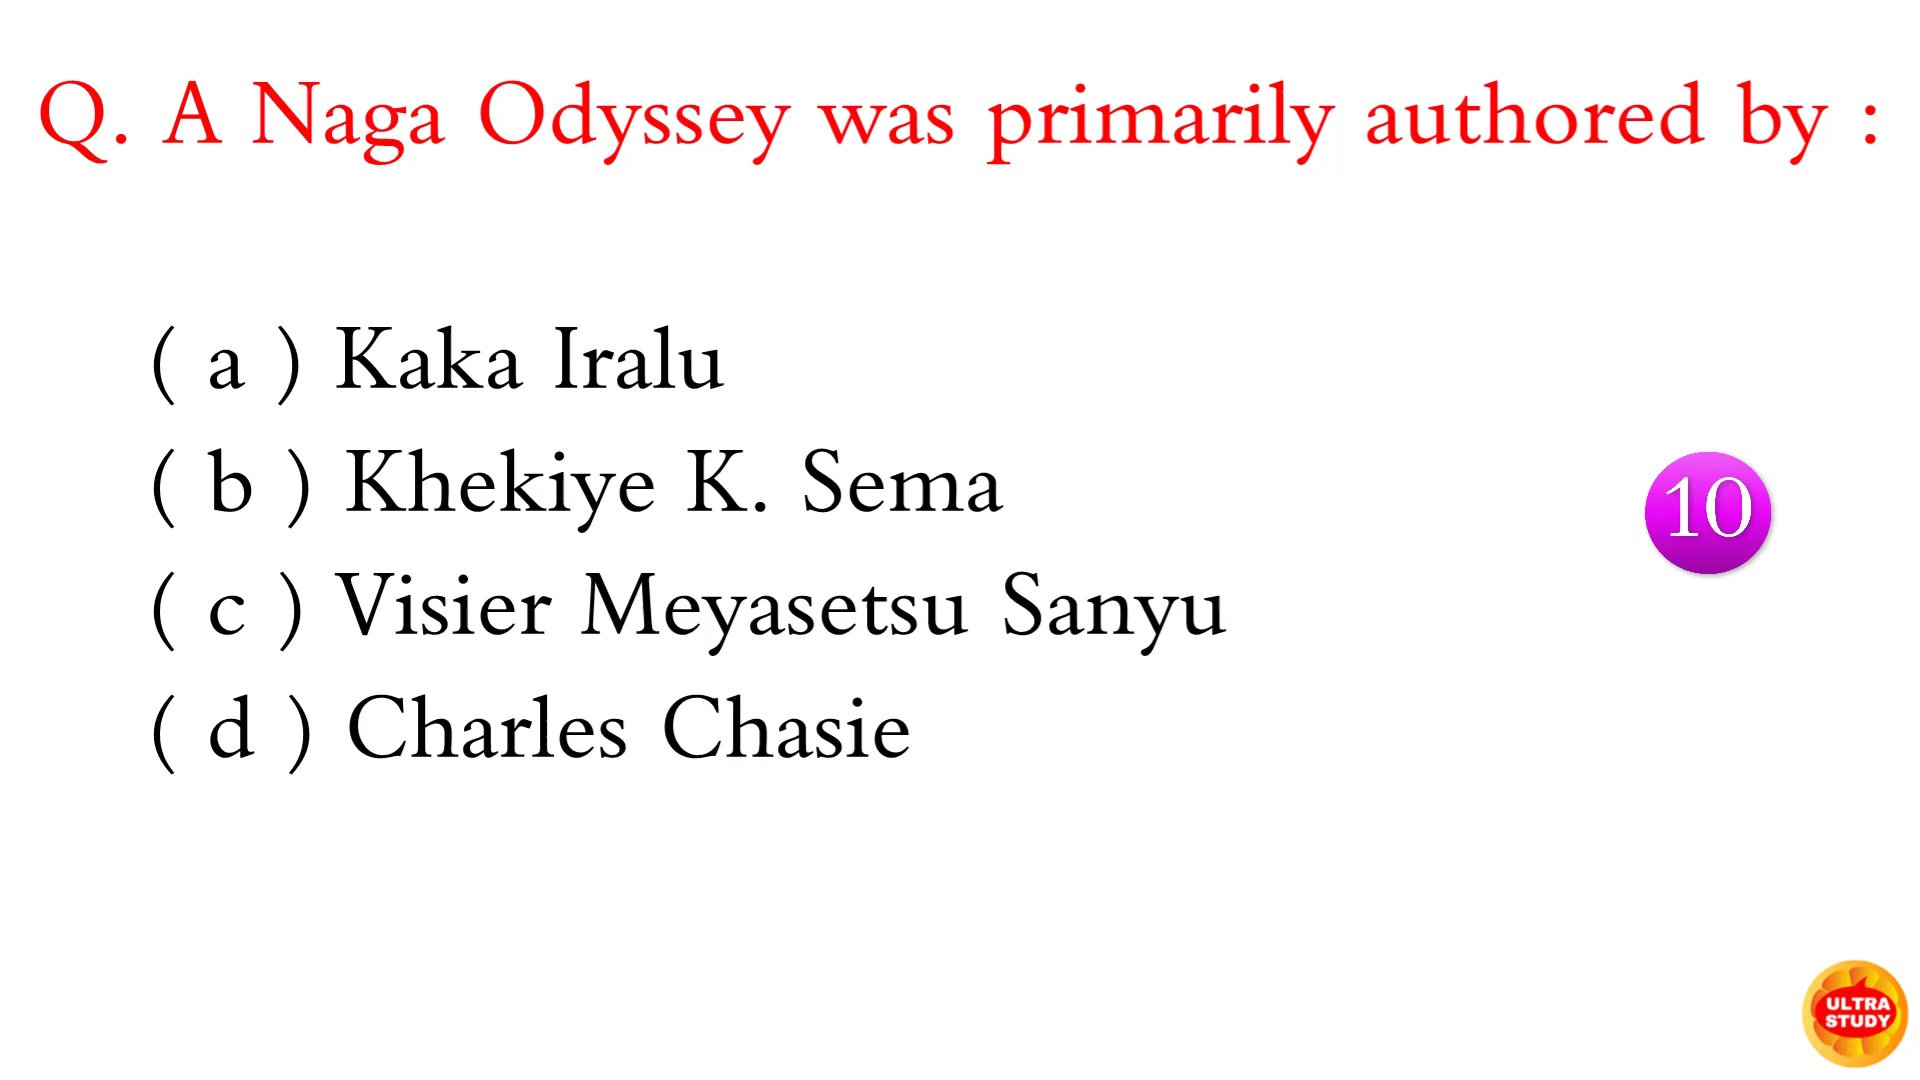 Q. A Naga Odyssey was primarily authored by :
( a ) Kaka Iralu
( b ) Khekiye K. Sema
10
( c ) Visier Meyasetsu Sanyu
( d ) Charles Chasie
ULTRA
STUDY